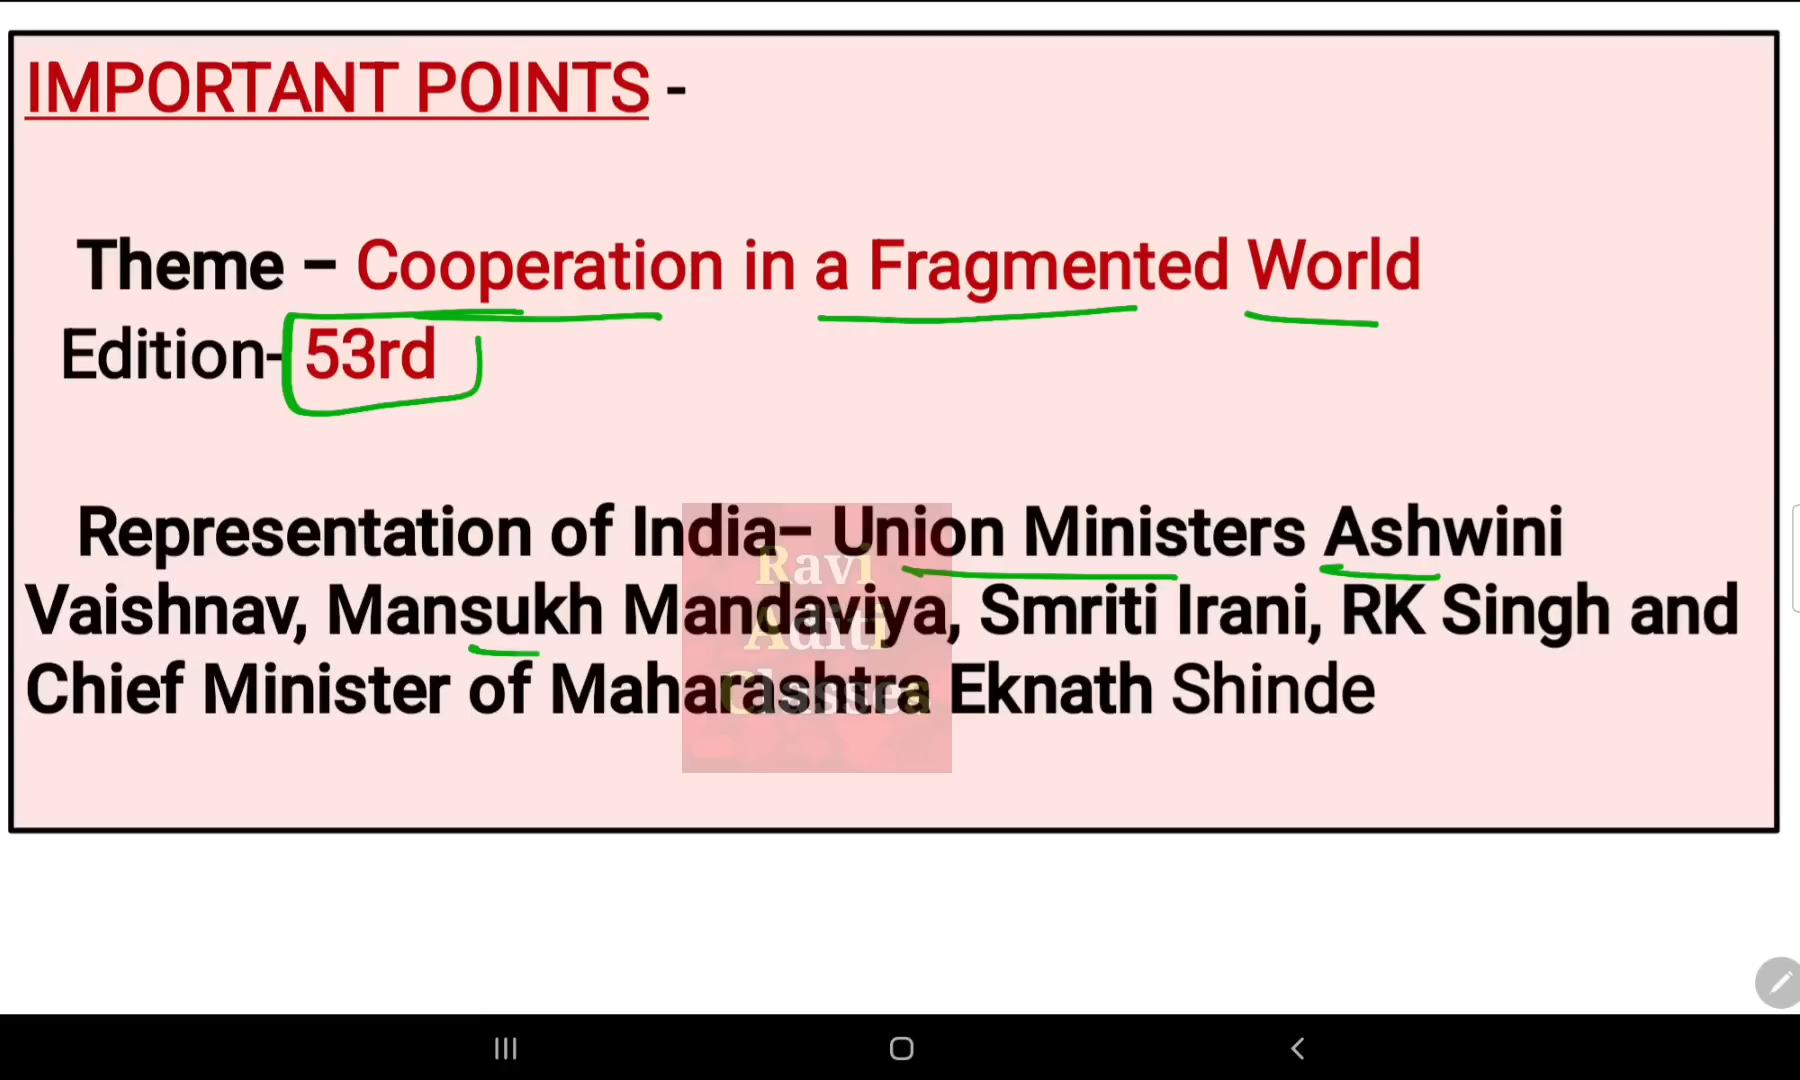 IMPORTANT POINTS -
Theme – Cooperation in a Fragmented World
Edition- 53rd
Representation of India– Union Ministers Ashwini
Vaishnav, Mansukh Mandaviya, Smriti Irani, RK Singh and
Chief Minister of Maharashtra Eknath Shinde
Ravi
Aditi
Classes